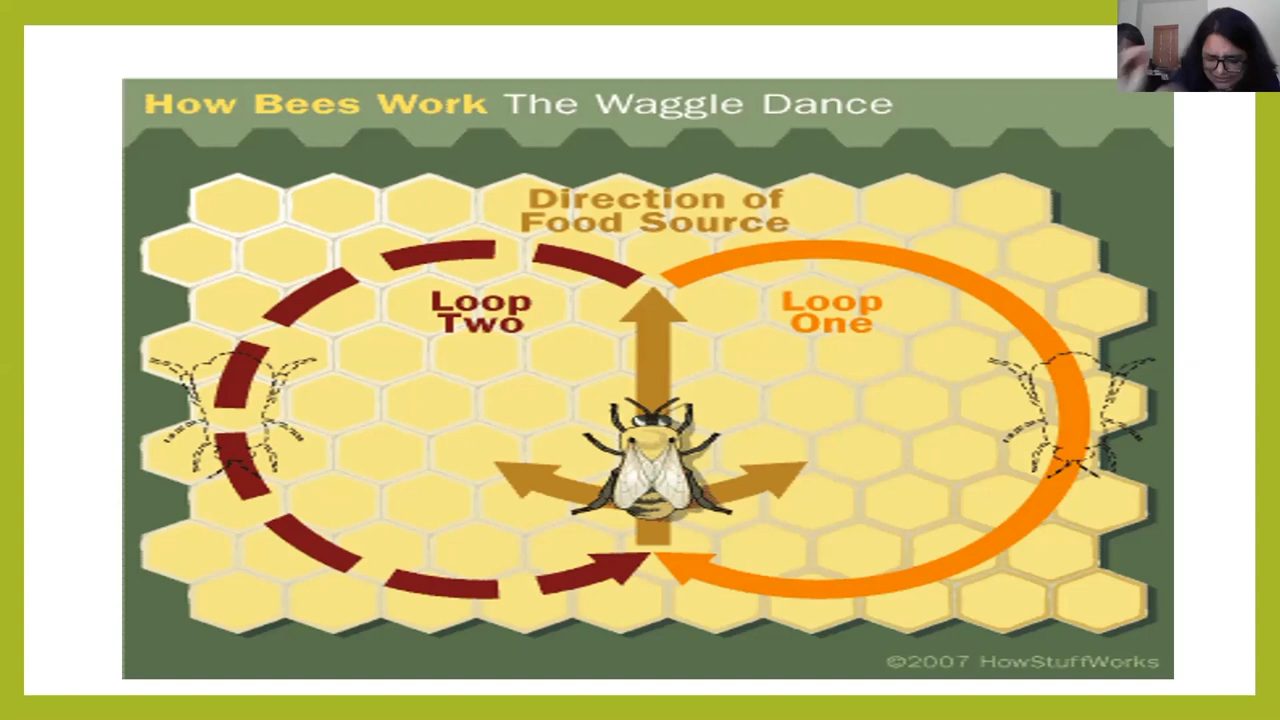 How Bees Work The Waggle Dance
Direction of
Food Source
Loop
Two
Loop
One
©2007 HowStuffWorks